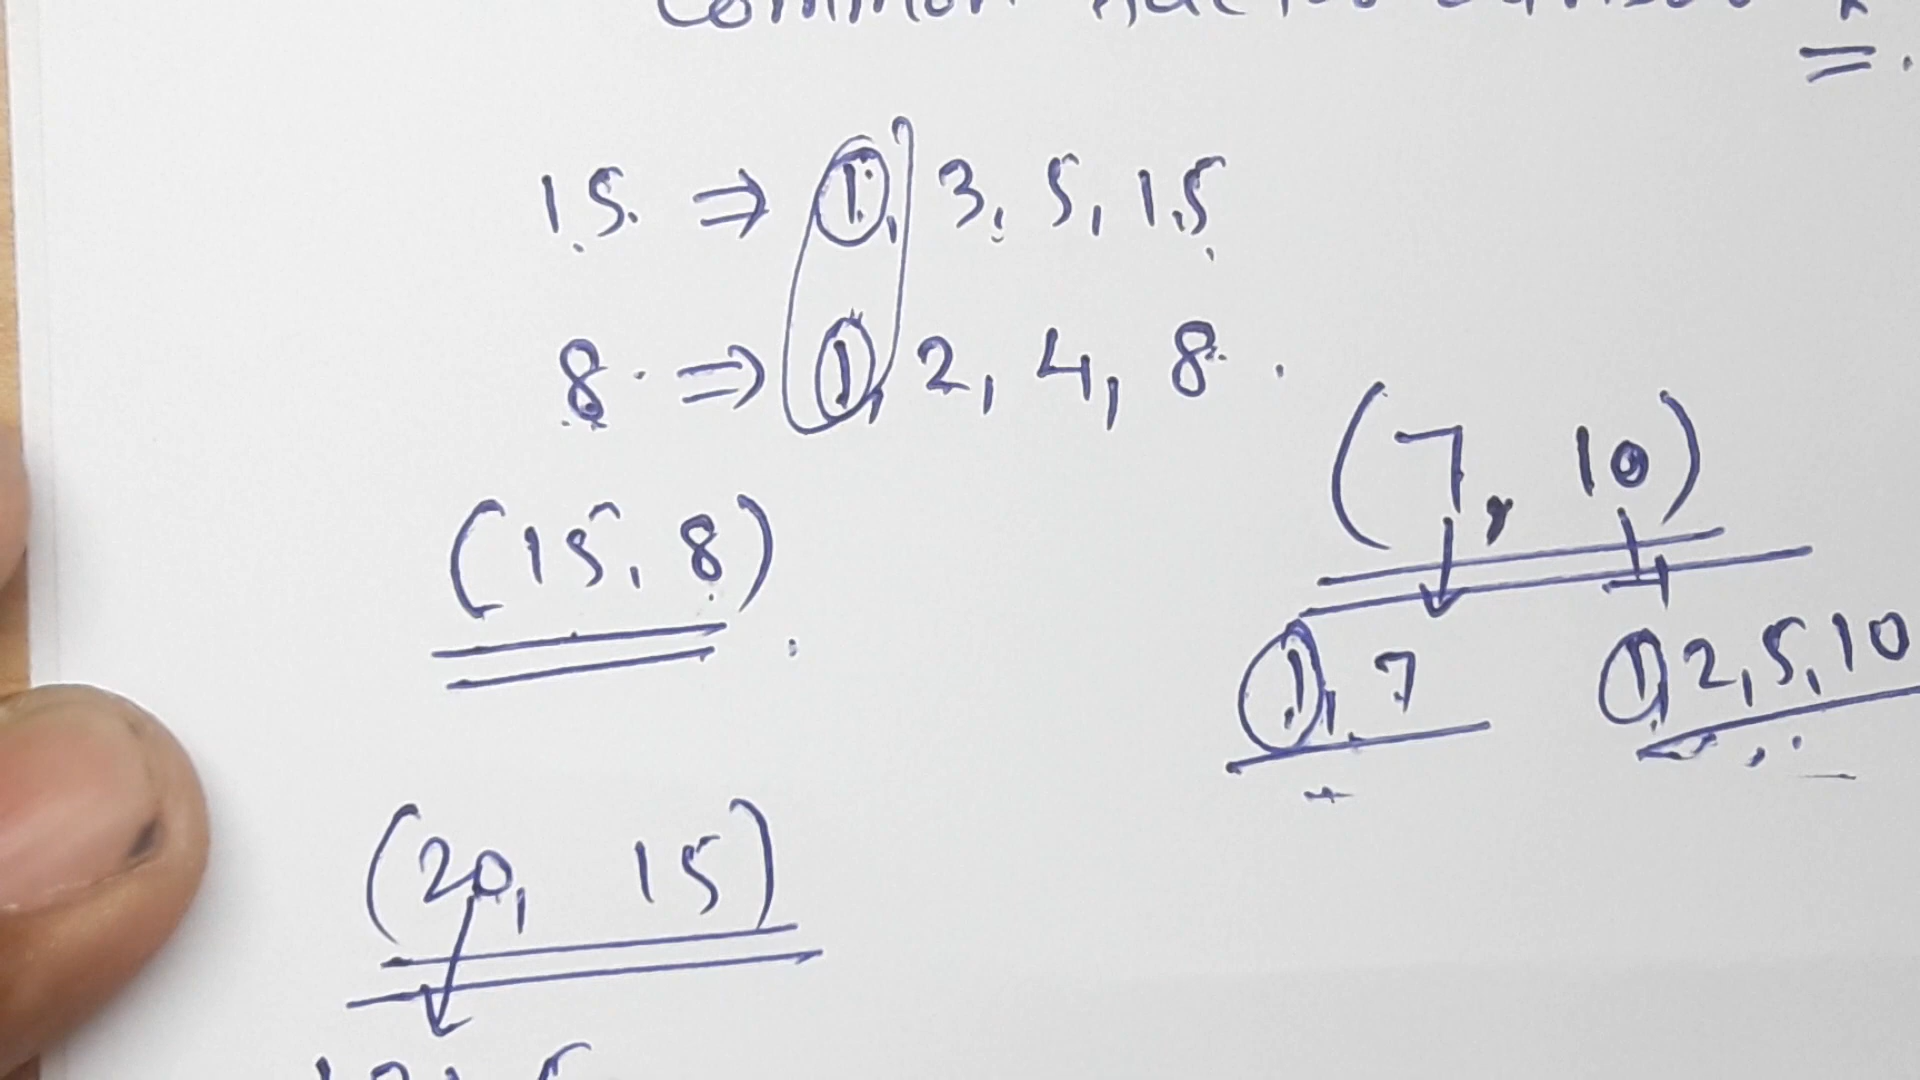 common
15 ⇒ 1, 3, 5, 15
8 ⇒ 1, 2, 4, 8
(7, 10)
(15, 8)
1, 7
1, 2, 5, 10
(20, 15)